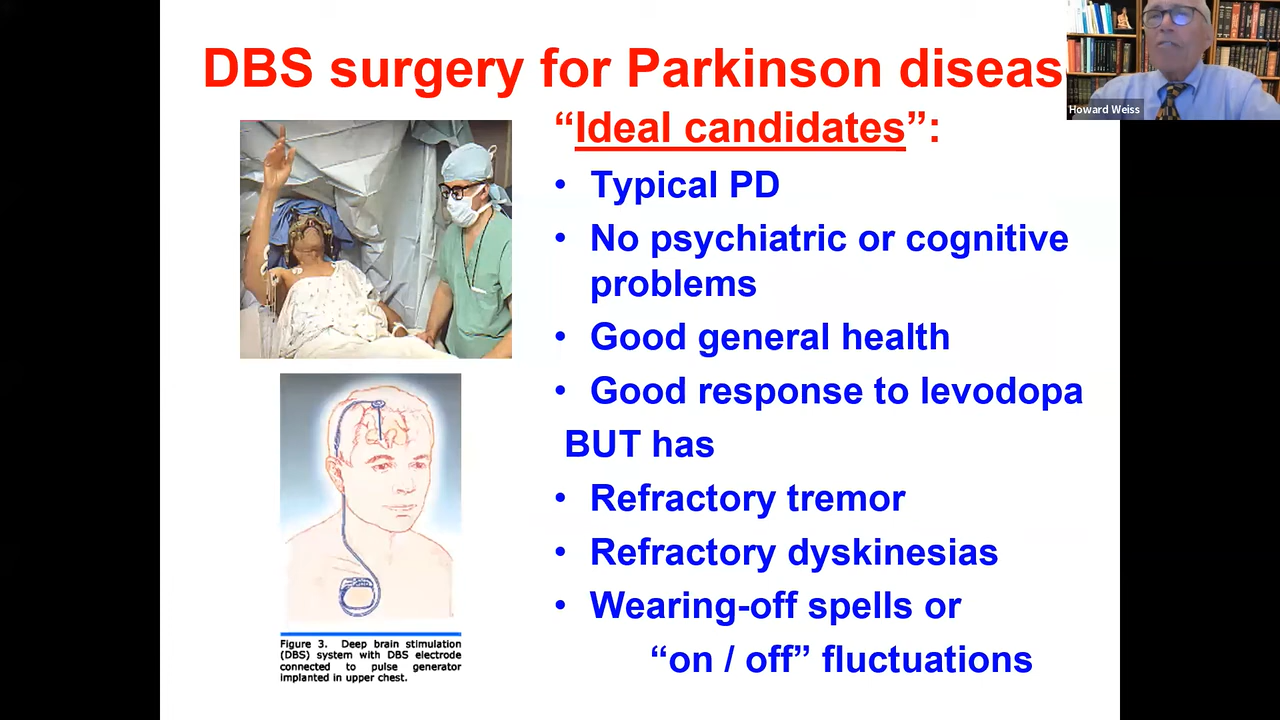 DBS surgery for Parkinson diseas
Howard Weiss
“Ideal candidates”:
• Typical PD
• No psychiatric or cognitive
problems
• Good general health
• Good response to levodopa
BUT has
• Refractory tremor
• Refractory dyskinesias
• Wearing-off spells or
“on / off” fluctuations
Figure 3. Deep brain stimulation
(DBS) system with DBS electrode
connected to pulse generator
implanted in upper chest.